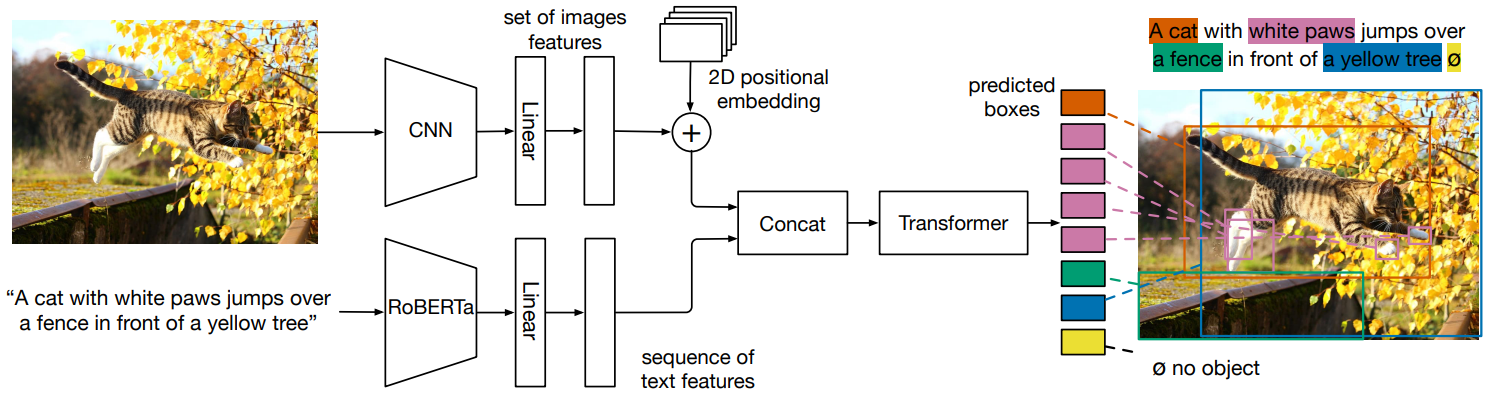 set of images
features
CNN
Linear
2D positional
embedding
+
“A cat with white paws jumps over
a fence in front of a yellow tree”
RoBERTa
Linear
sequence of
text features
Concat
Transformer
predicted
boxes
A cat with white paws jumps over
a fence in front of a yellow tree ø
ø no object